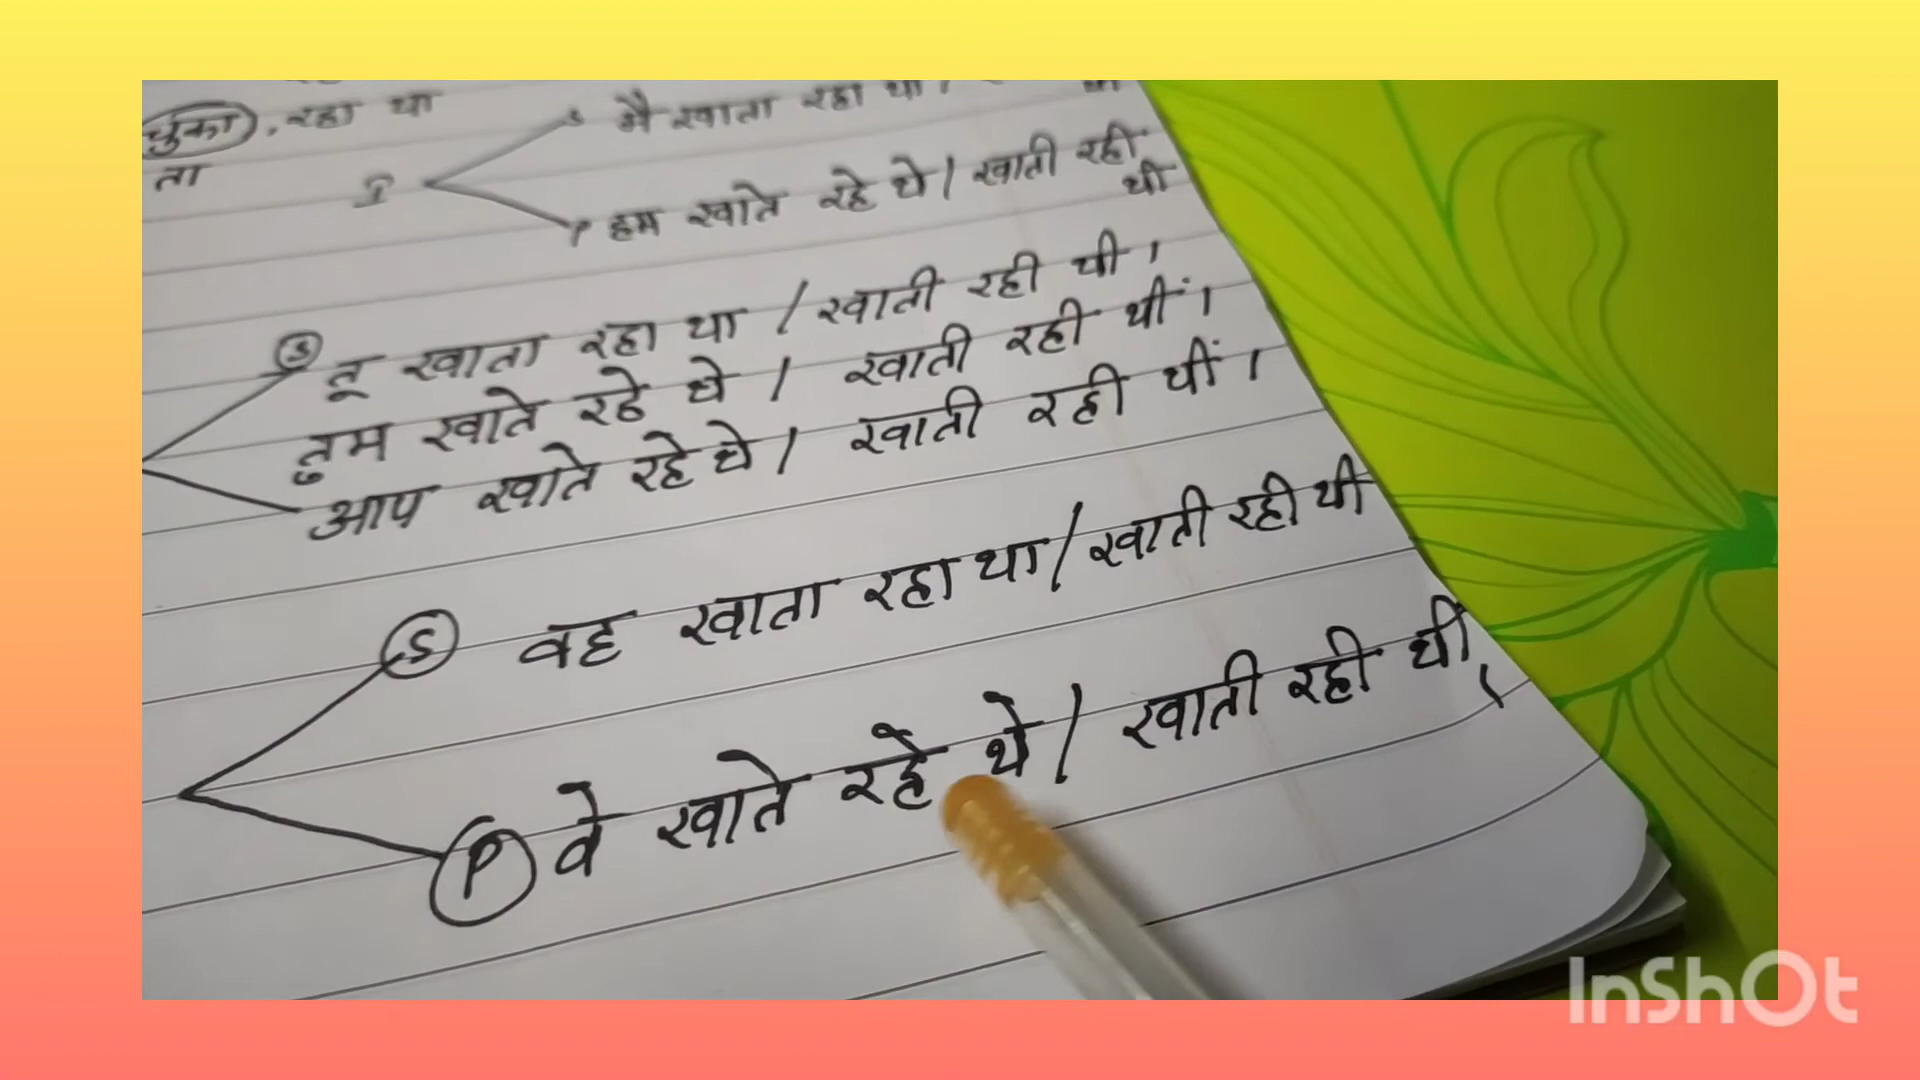 चुका, रहा था
ता
I
s मैं खाता रहा था।
P हम खाते रहे थे / खाती रही
थी
S तू खाता रहा था / खाती रही थी।
तुम खाते रहे थे / खाती रही थीं।
आप खाते रहे थे / खाती रही थीं।
S वह खाता रहा था / खाती रही थी
P वे खाते रहे थे / खाती रही थी।
InShOt